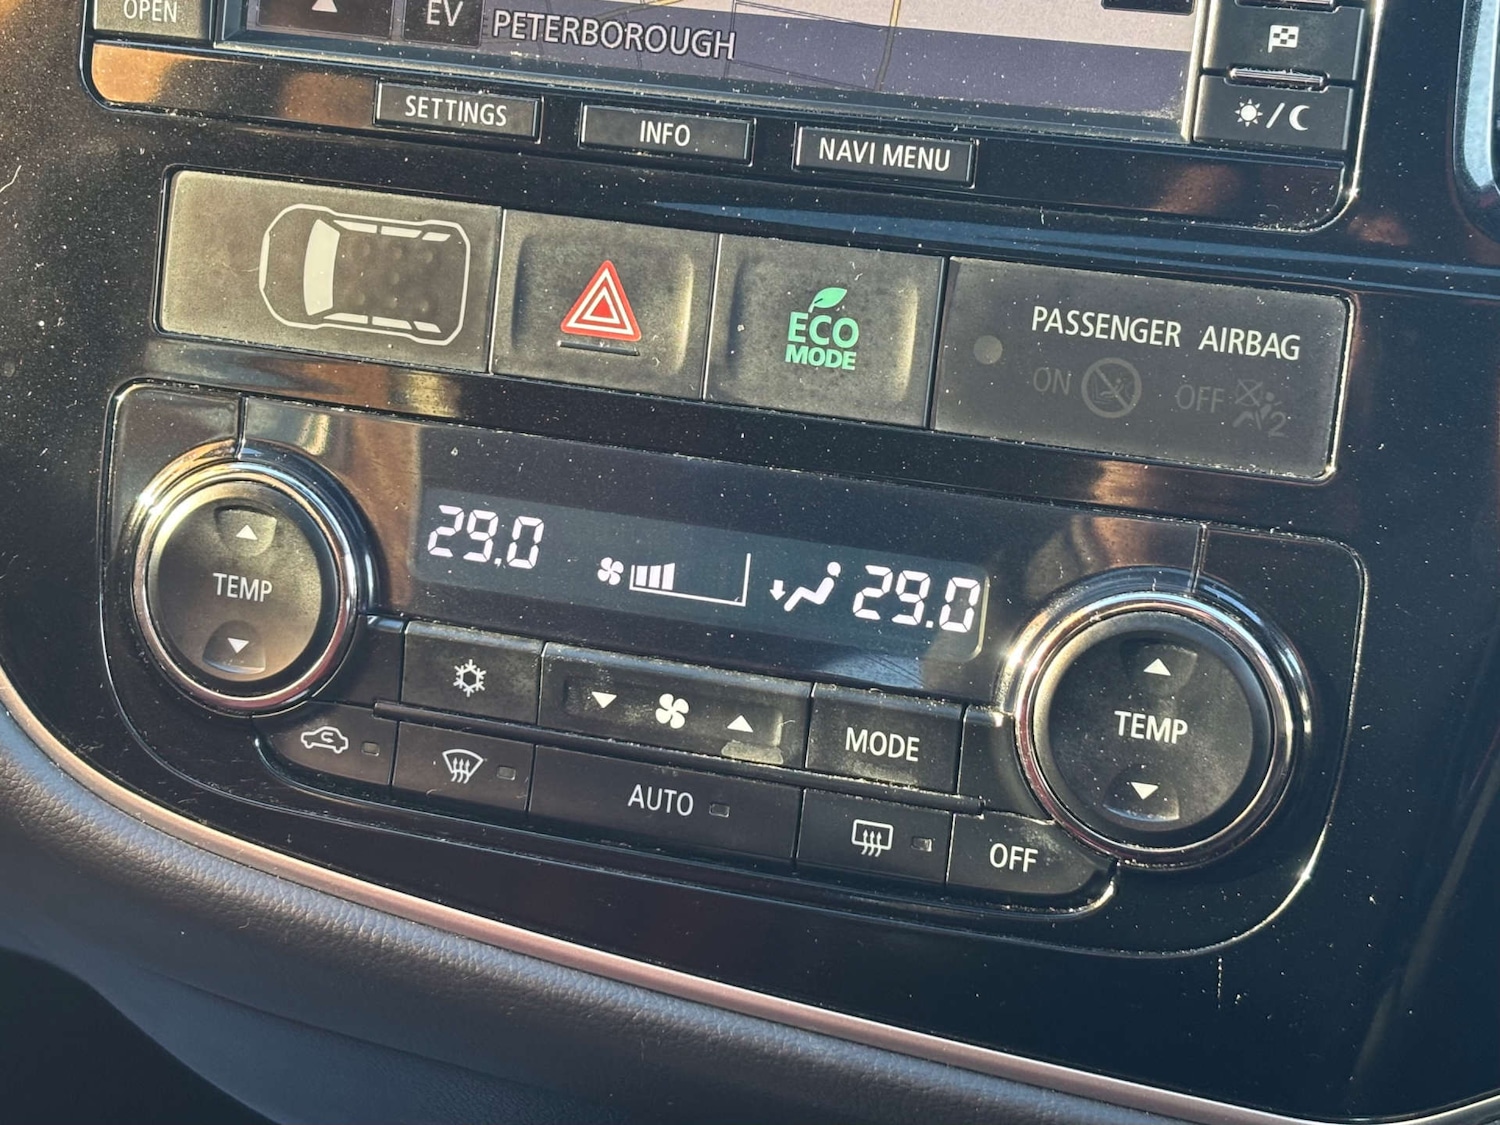 OPEN
EV
PETERBOROUGH
SETTINGS
INFO
NAVI MENU
ECO
MODE
PASSENGER AIRBAG
ON
OFF
2
29.0
29.0
TEMP
TEMP
MODE
AUTO
OFF